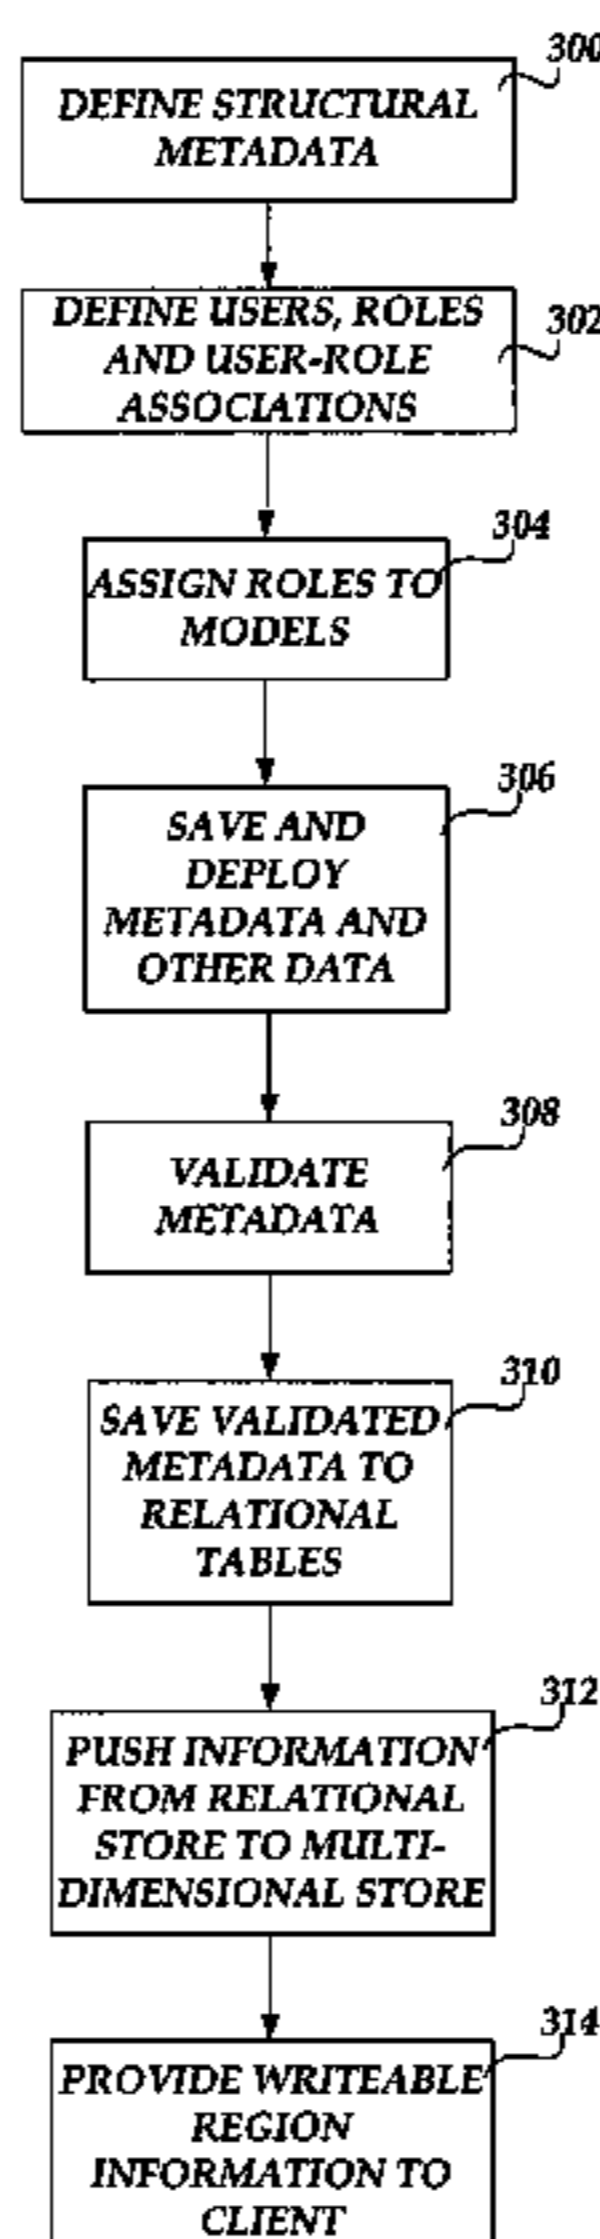 300
DEFINE STRUCTURAL
METADATA
302
DEFINE USERS, ROLES
AND USER-ROLE
ASSOCIATIONS
304
ASSIGN ROLES TO
MODELS
306
SAVE AND
DEPLOY
METADATA AND
OTHER DATA
308
VALIDATE
METADATA
310
SAVE VALIDATED
METADATA TO
RELATIONAL
TABLES
312
PUSH INFORMATION
FROM RELATIONAL
STORE TO MULTI-
DIMENSIONAL STORE
314
PROVIDE WRITEABLE
REGION
INFORMATION TO
CLIENT